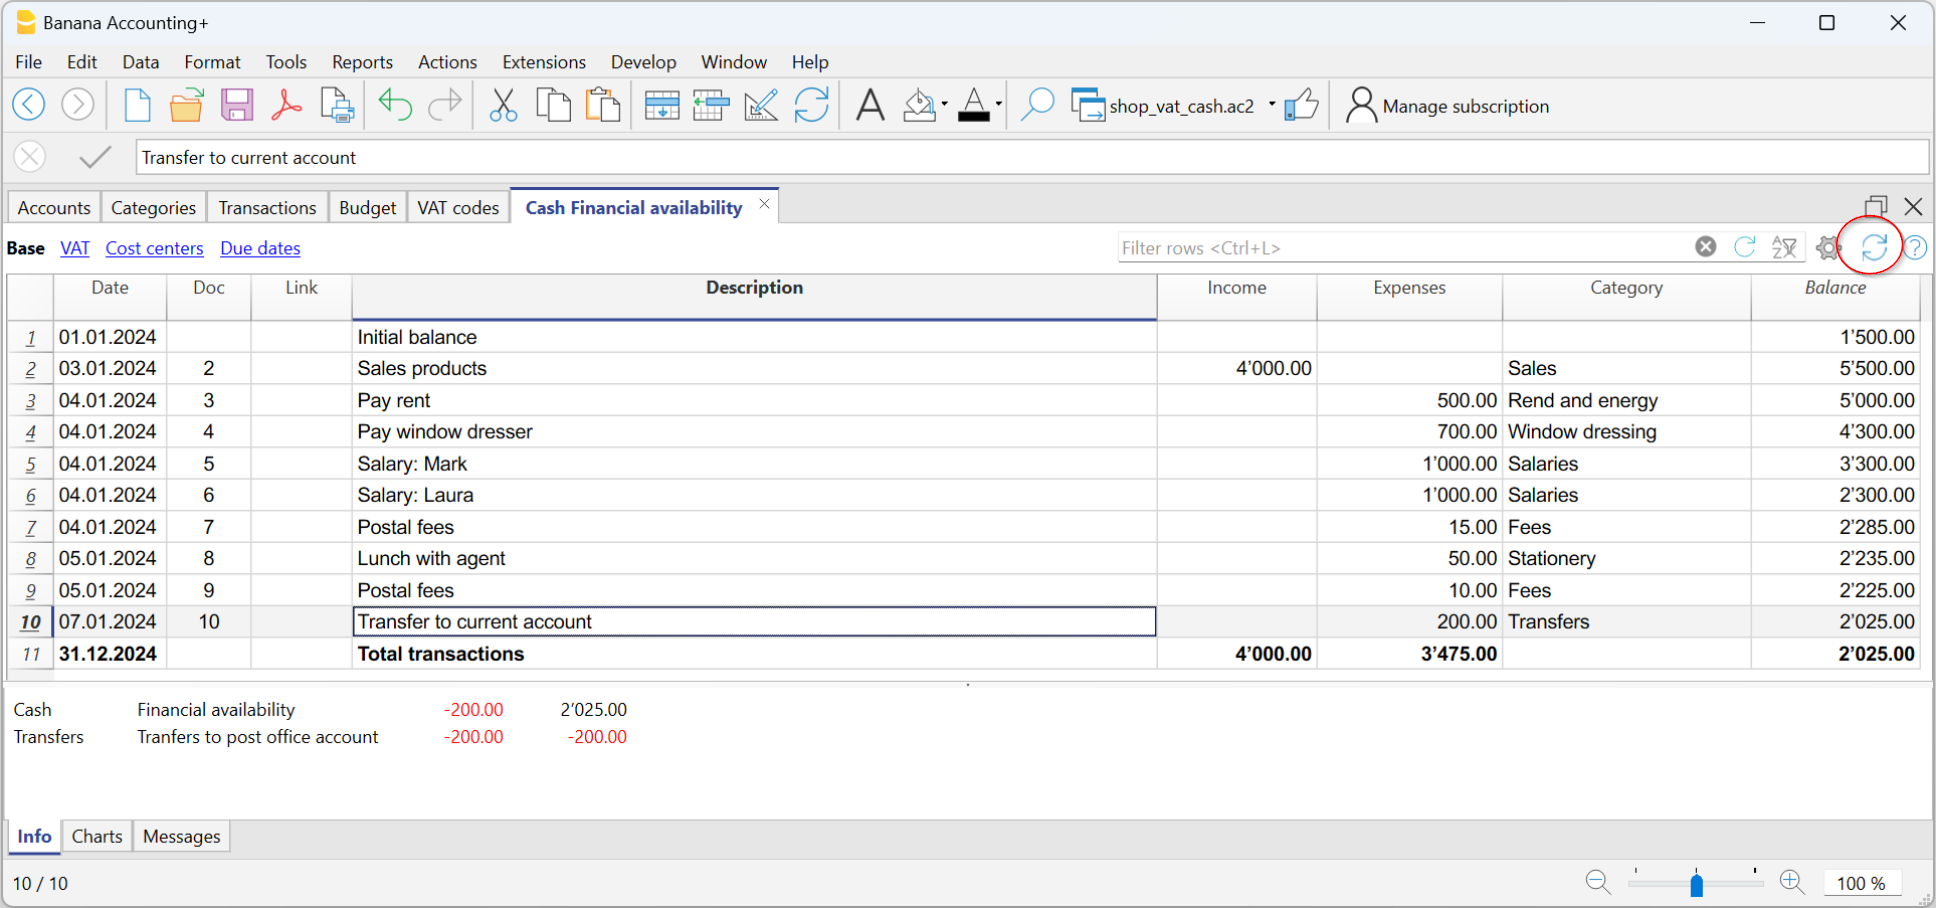 Banana Accounting+
File Edit Data Format Tools Reports Actions Extensions Develop Window Help
shop_vat_cash.ac2 Manage subscription
Transfer to current account
Accounts Categories Transactions Budget VAT codes Cash Financial availability
Base VAT Cost centers Due dates Filter rows <Ctrl+L>
Date Doc Link Description Income Expenses Category Balance
1 01.01.2024 Initial balance 1’500.00
2 03.01.2024 2 Sales products 4’000.00 Sales 5’500.00
3 04.01.2024 3 Pay rent 500.00 Rend and energy 5’000.00
4 04.01.2024 4 Pay window dresser 700.00 Window dressing 4’300.00
5 04.01.2024 5 Salary: Mark 1’000.00 Salaries 3’300.00
6 04.01.2024 6 Salary: Laura 1’000.00 Salaries 2’300.00
7 04.01.2024 7 Postal fees 15.00 Fees 2’285.00
8 05.01.2024 8 Lunch with agent 50.00 Stationery 2’235.00
9 05.01.2024 9 Postal fees 10.00 Fees 2’225.00
10 07.01.2024 10 Transfer to current account 200.00 Transfers 2’025.00
11 31.12.2024 Total transactions 4’000.00 3’475.00 2’025.00
Cash Financial availability -200.00 2’025.00
Transfers Tranfers to post office account -200.00 -200.00
Info Charts Messages
10 / 10 100 %